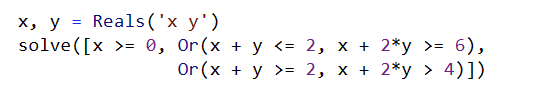 x, y = Reals('x y')
solve([x >= 0, Or(x + y <= 2, x + 2*y >= 6),
Or(x + y >= 2, x + 2*y > 4)])